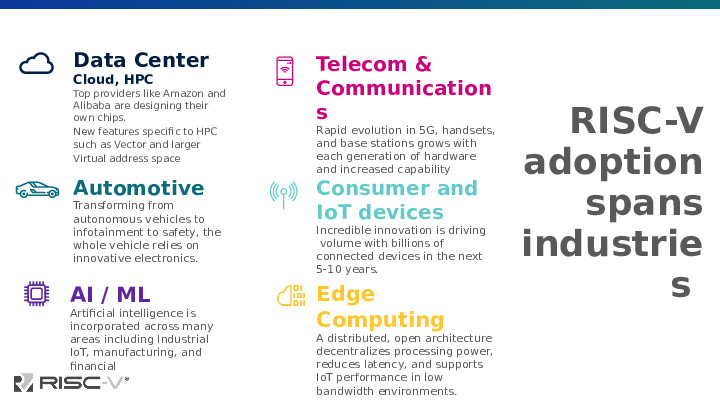 Data Center
Cloud, HPC
Top providers like Amazon and
Alibaba are designing their
own chips.
New features specific to HPC
such as Vector and larger
Virtual address space
Automotive
Transforming from
autonomous vehicles to
infotainment to safety, the
whole vehicle relies on
innovative electronics.
AI / ML
Artificial intelligence is
incorporated across many
areas including Industrial
IoT, manufacturing, and
financial
Telecom &
Communication
s
Rapid evolution in 5G, handsets,
and base stations grows with
each generation of hardware
and increased capability
Consumer and
IoT devices
Incredible innovation is driving
volume with billions of
connected devices in the next
5-10 years.
Edge
Computing
A distributed, open architecture
decentralizes processing power,
reduces latency, and supports
IoT performance in low
bandwidth environments.
RISC-V
adoption
spans
industrie
s
RISC-V®